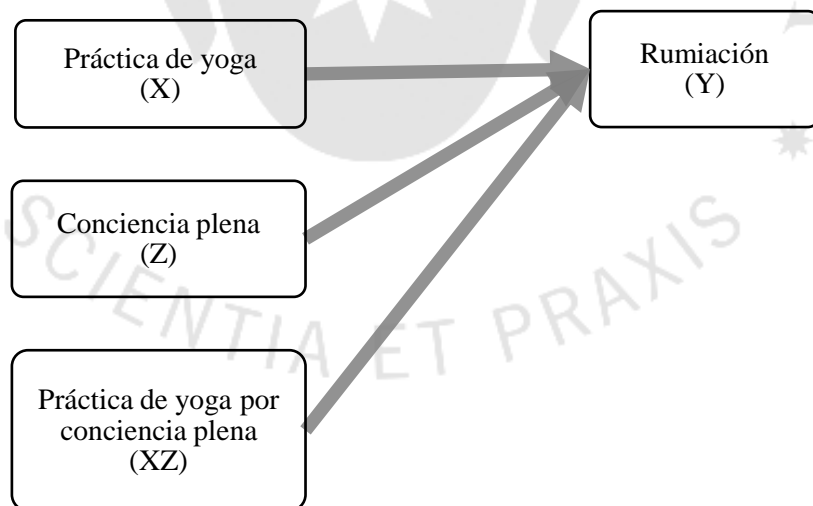 Práctica de yoga
(X)
Rumiación
(Y)
Conciencia plena
(Z)
Práctica de yoga por
conciencia plena
(XZ)
SCIENTIA ET PRAXIS